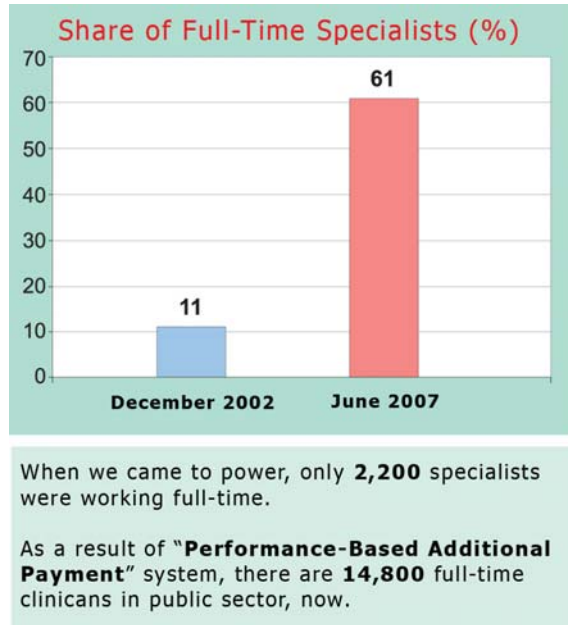 Share of Full-Time Specialists (%)
70
60
50
40
30
20
10
0
61
11
December 2002
June 2007
When we came to power, only 2,200 specialists
were working full-time.
As a result of “Performance-Based Additional
Payment” system, there are 14,800 full-time
clinicans in public sector, now.